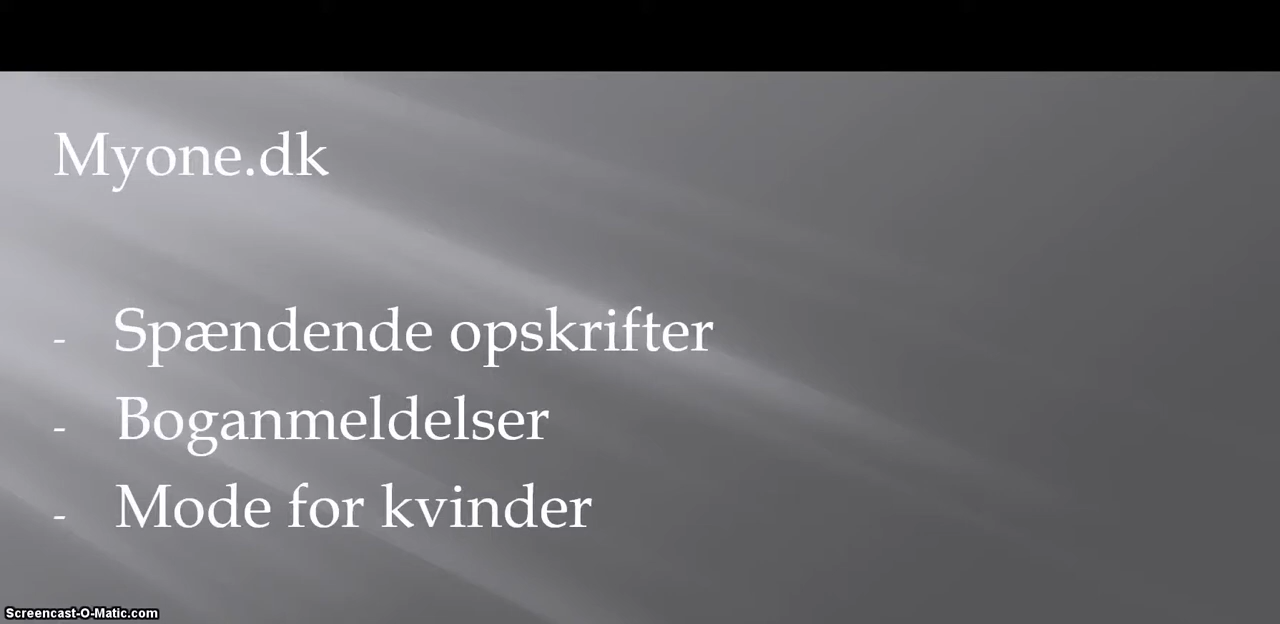 Myone.dk
- Spændende opskrifter
- Boganmeldelser
- Mode for kvinder
Screencast-O-Matic.com